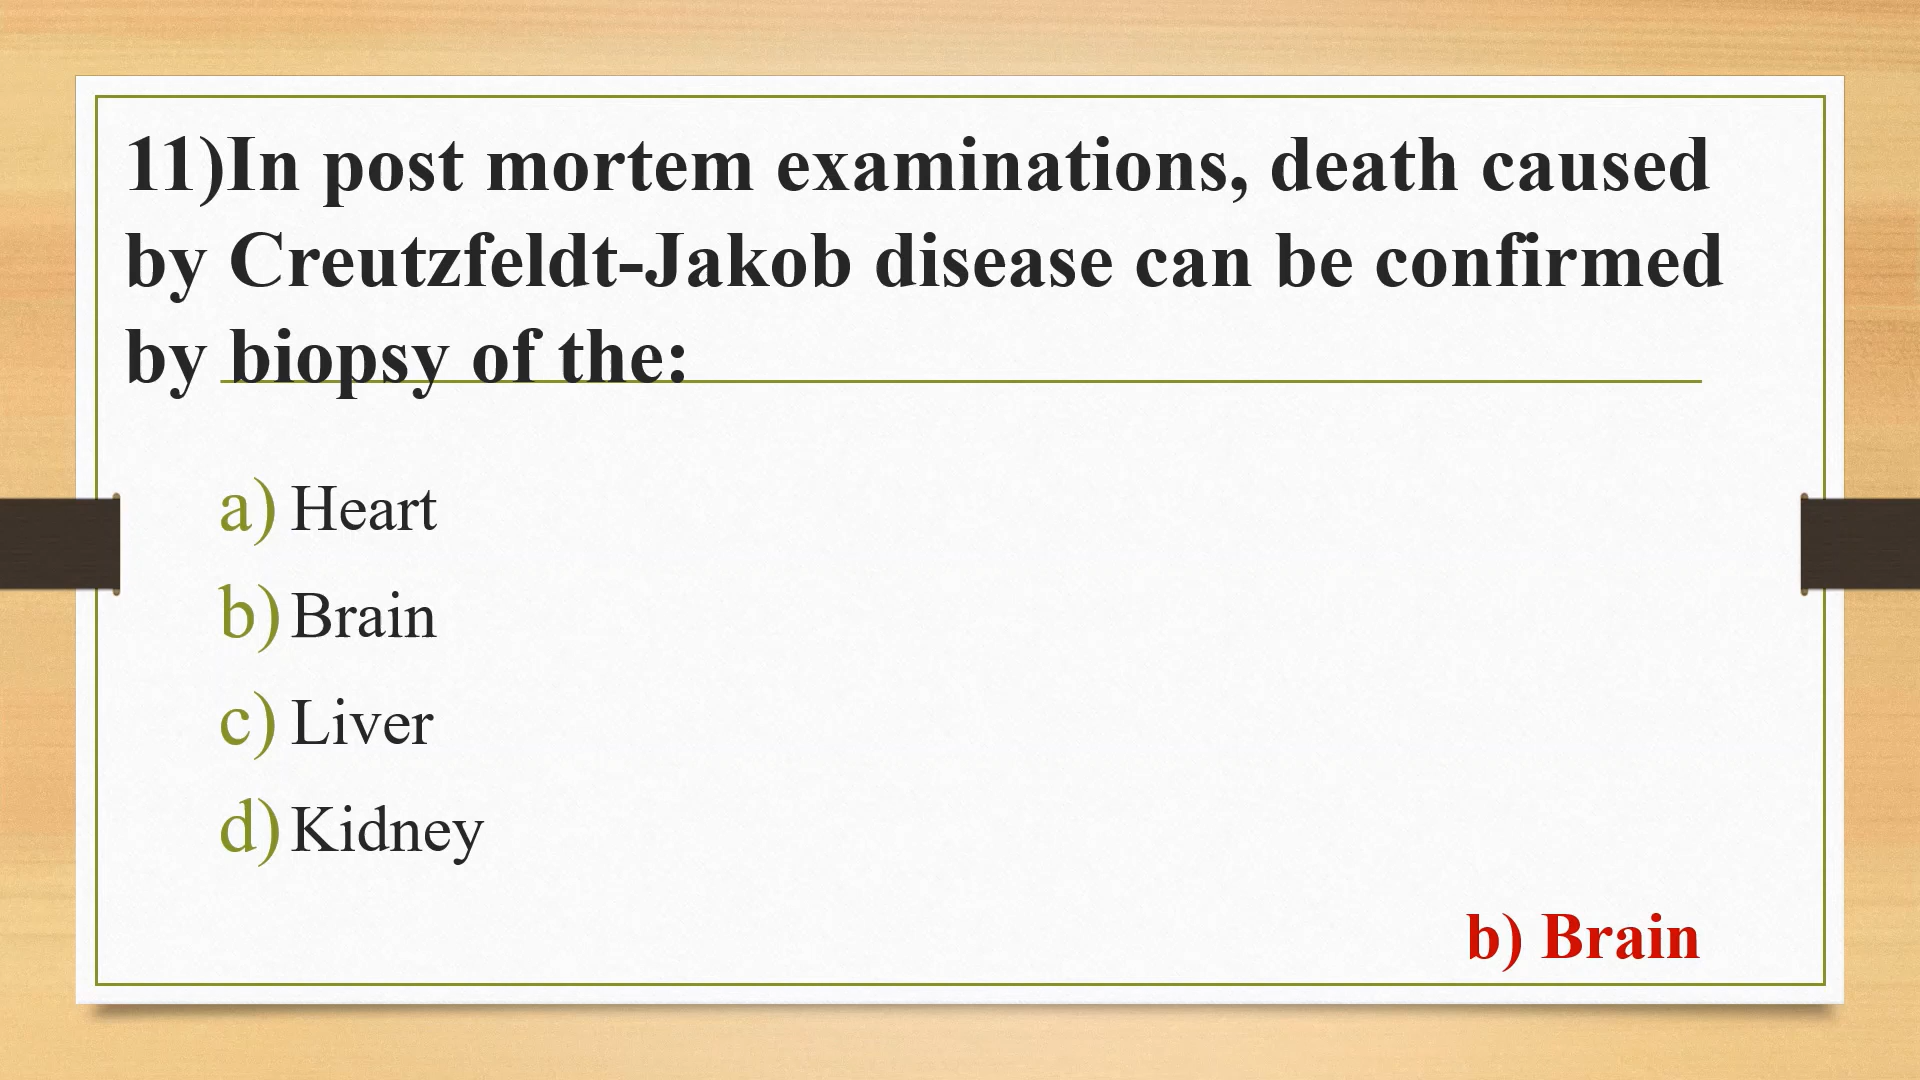 11)In post mortem examinations, death caused
by Creutzfeldt-Jakob disease can be confirmed
by biopsy of the:
a) Heart
b) Brain
c) Liver
d) Kidney
b) Brain